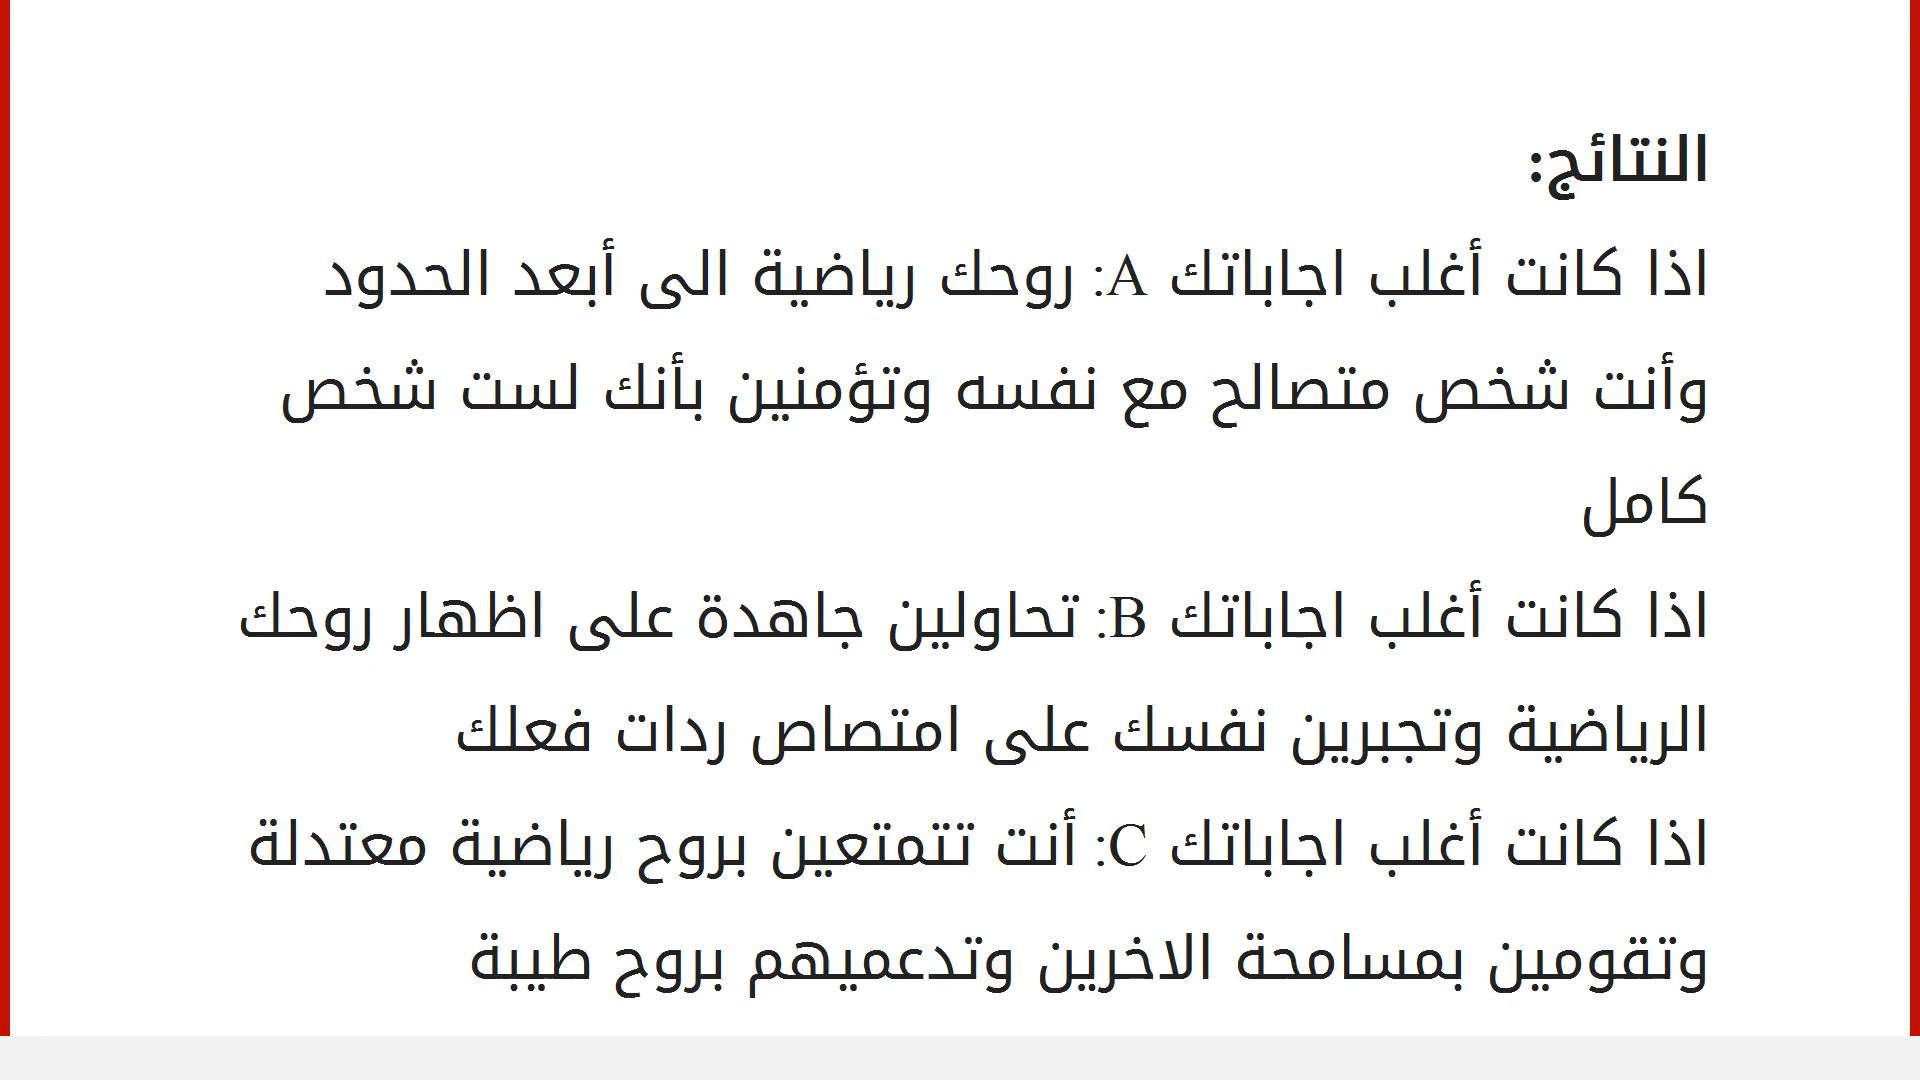 النتائج:
اذا كانت أغلب اجاباتك A: روحك رياضية الى أبعد الحدود
وأنت شخص متصالح مع نفسه وتؤمنين بأنك لست شخص
كامل
اذا كانت أغلب اجاباتك B: تحاولين جاهدة على اظهار روحك
الرياضية وتجبرين نفسك على امتصاص ردات فعلك
اذا كانت أغلب اجاباتك C: أنت تتمتعين بروح رياضية معتدلة
وتقومين بمسامحة الاخرين وتدعميهم بروح طيبة